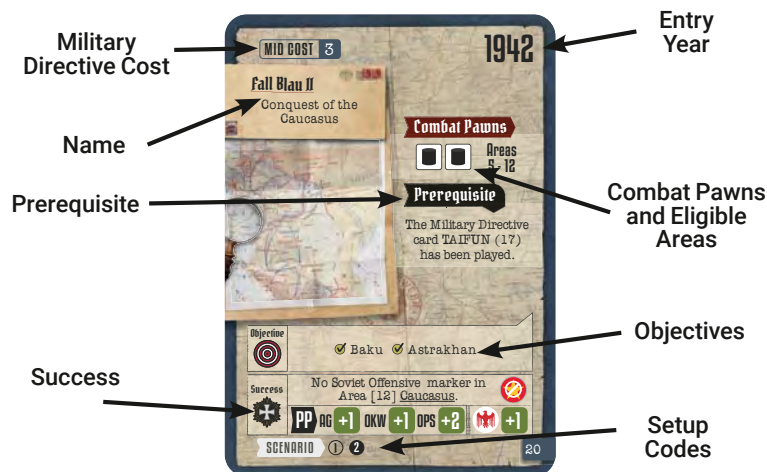 Military
Directive Cost
MID COST 3
1942
Entry
Year
Fall Blau II
Conquest of the
Caucasus
Name
Combat Pawns
Areas
5 - 12
Prerequisite
Prerequisite
The Military Directive
card TAIFUN (17)
has been played.
Combat Pawns
and Eligible
Areas
Objective
Baku Astrakhan
Objectives
Success
Success
No Soviet Offensive marker in
Area [12] Caucasus.
PP AG +1 OKW +1 OPS +2 +1
SCENARIO 1 2
20
Setup
Codes